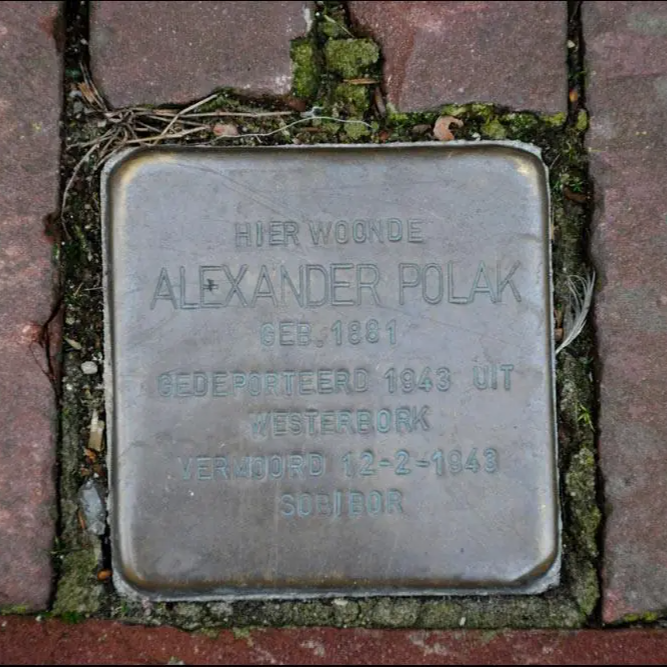 HIER WOONDE
ALEXANDER POLAK
GEB. 1881
GEDEPORTEERD 1943 UIT
WESTERBORK
VERMOORD 12-2-1943
SOBIBOR